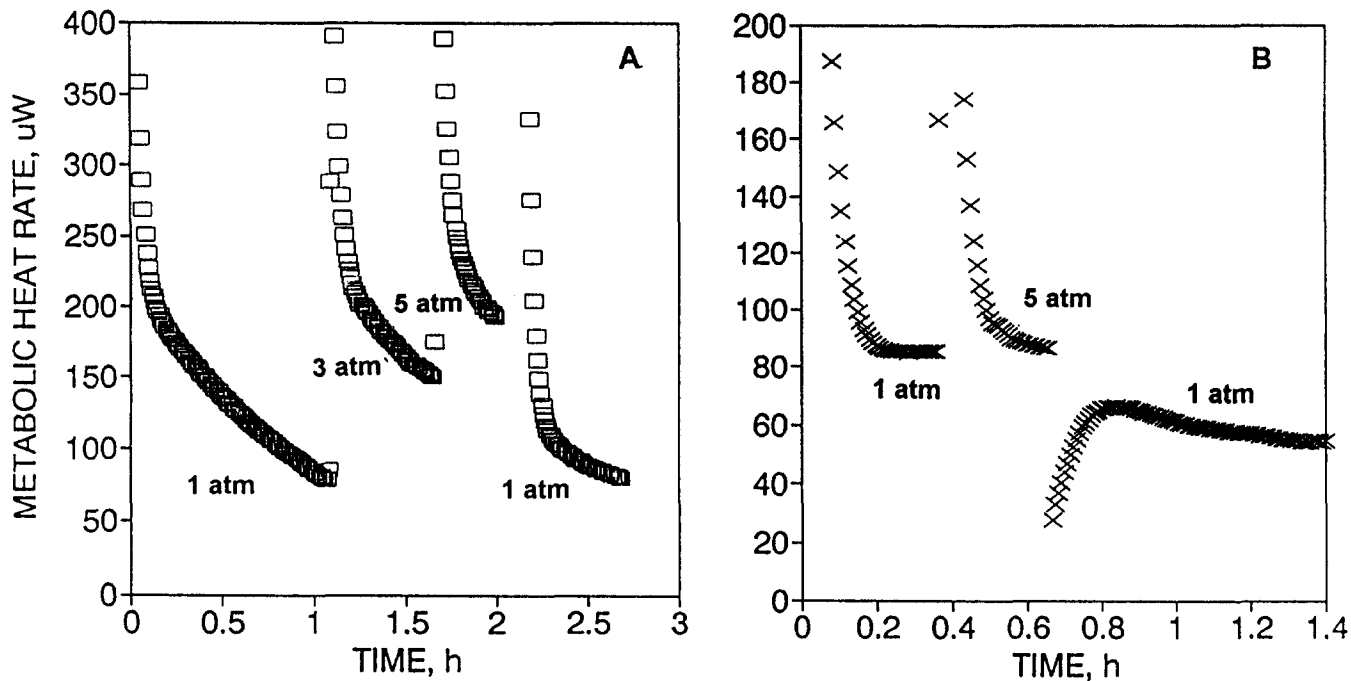 METABOLIC HEAT RATE, uW
400
350
300
250
200
150
100
50
0
A
5 atm
3 atm
1 atm
1 atm
0 0.5 1 1.5 2 2.5 3
TIME, h
200
180
160
140
120
100
80
60
40
20
0
B
5 atm
1 atm
1 atm
0 0.2 0.4 0.6 0.8 1 1.2 1.4
TIME, h